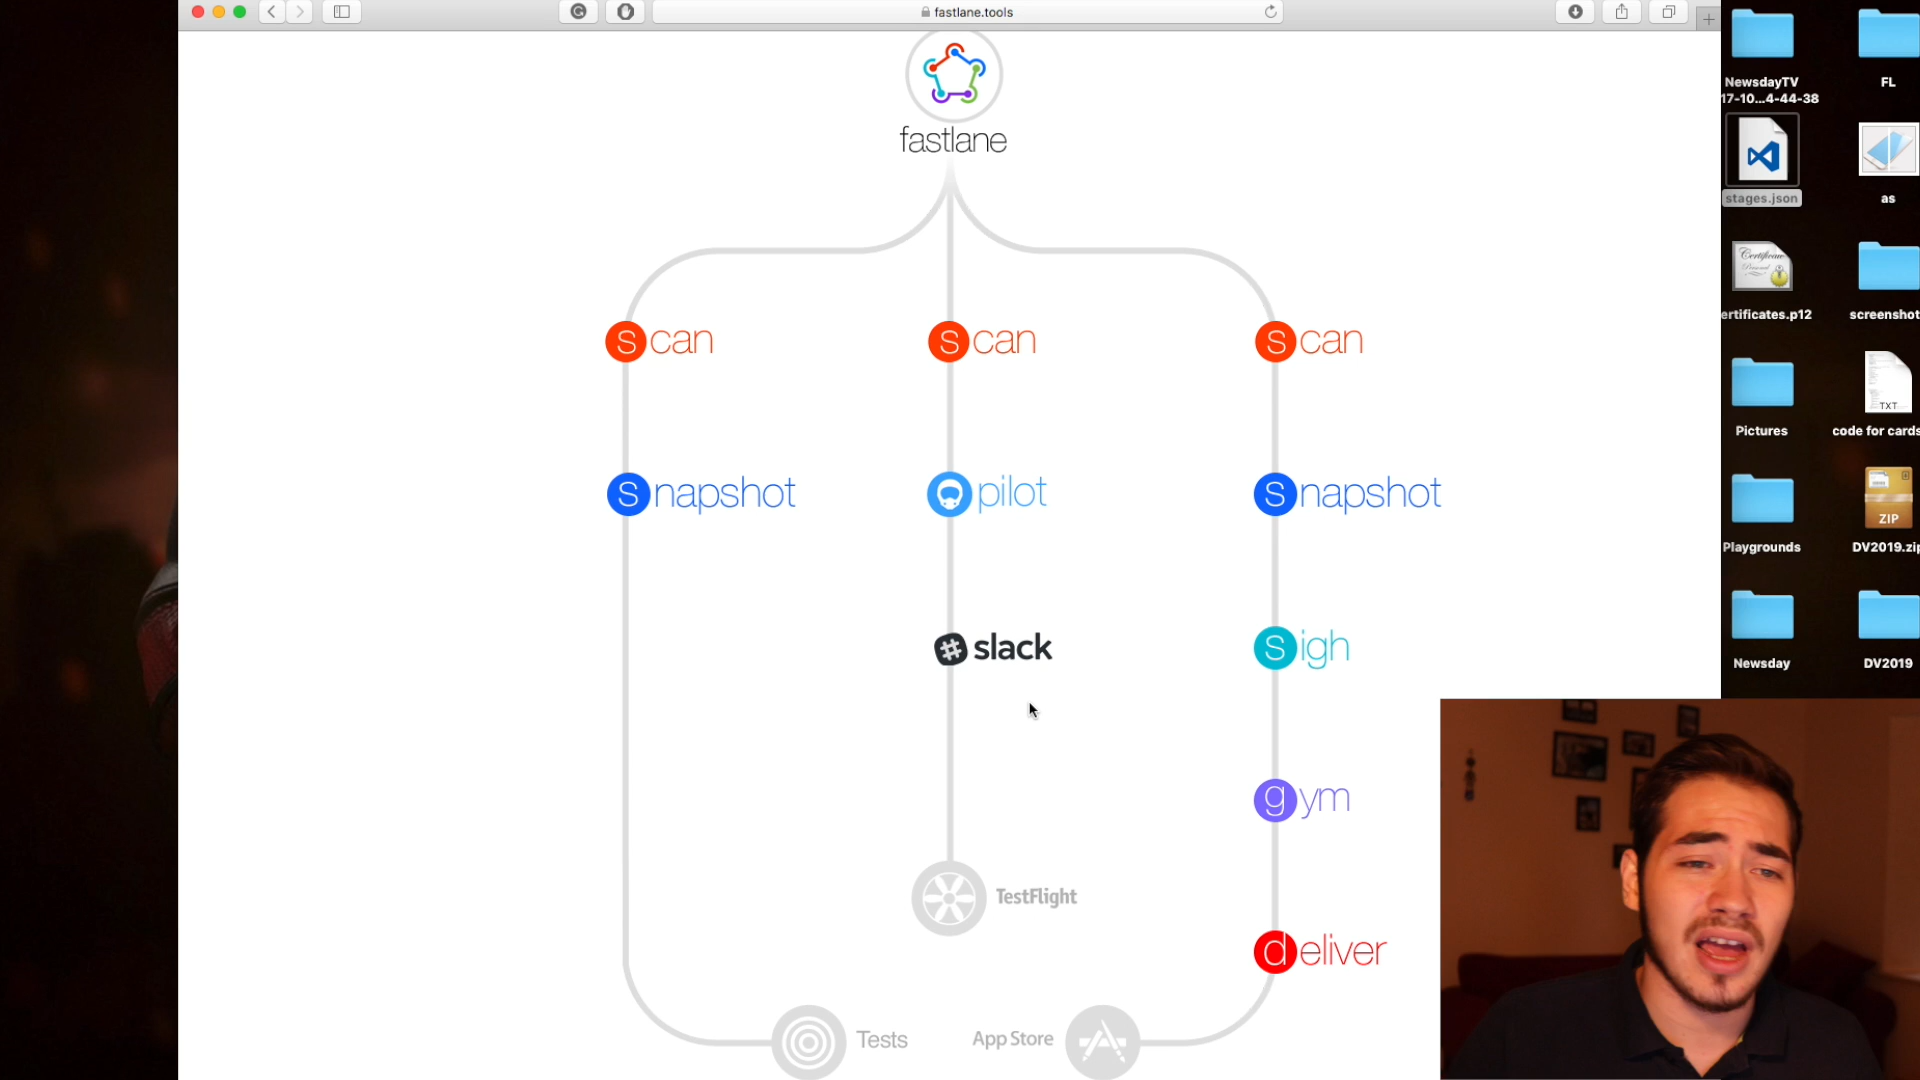 fastlane.tools
fastlane
scan
scan
scan
snapshot
pilot
snapshot
slack
sigh
gym
TestFlight
deliver
Tests
App Store
NewsdayTV
17-10...4-44-38
FL
stages.json
as
Certificate
ertificates.p12
screenshot
TXT
Pictures
code for cards
ZIP
Playgrounds
DV2019.zip
Newsday
DV2019